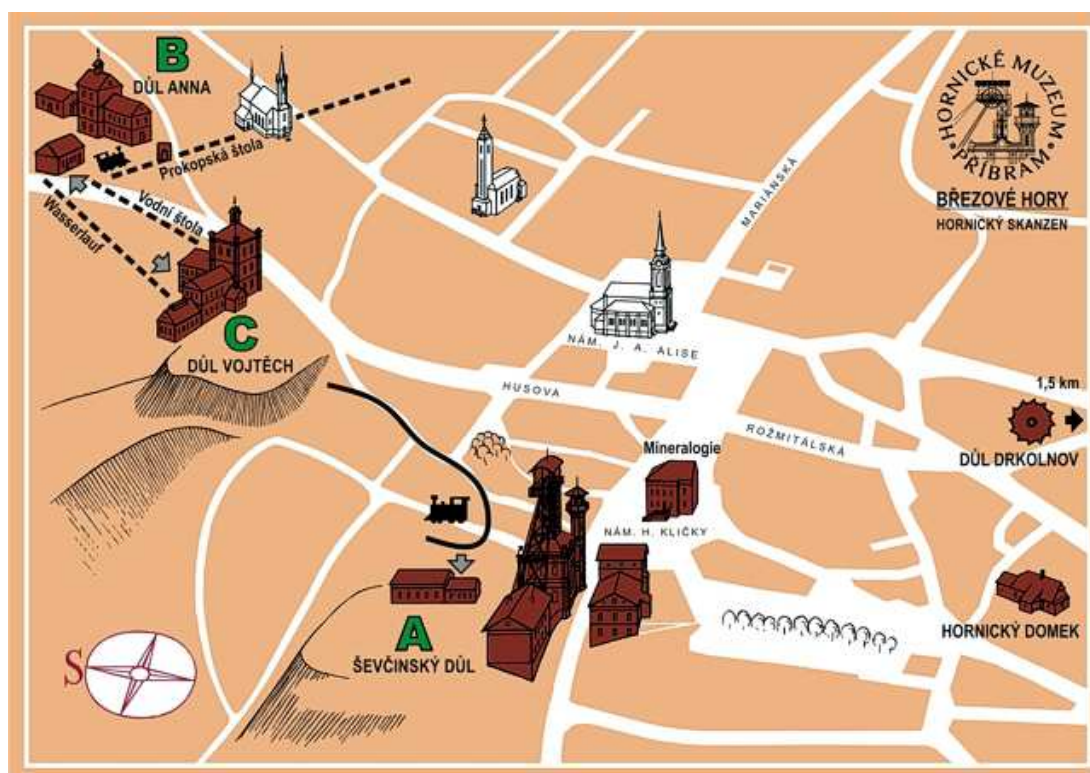 B
DŮL ANNA
Prokopská štola
Vodní štola
Wasserlauf
C
DŮL VOJTĚCH
MARIÁNSKÁ
HORNICKÉ MUZEUM
PŘÍBRAM
BŘEZOVÉ HORY
HORNICKÝ SKANZEN
NÁM. J. A. ALISE
HUSOVA
ROŽMITÁLSKÁ
1,5 km
DŮL DRKOLNOV
Mineralogie
NÁM. H. KLIČKY
A
ŠEVČINSKÝ DŮL
HORNICKÝ DOMEK
S